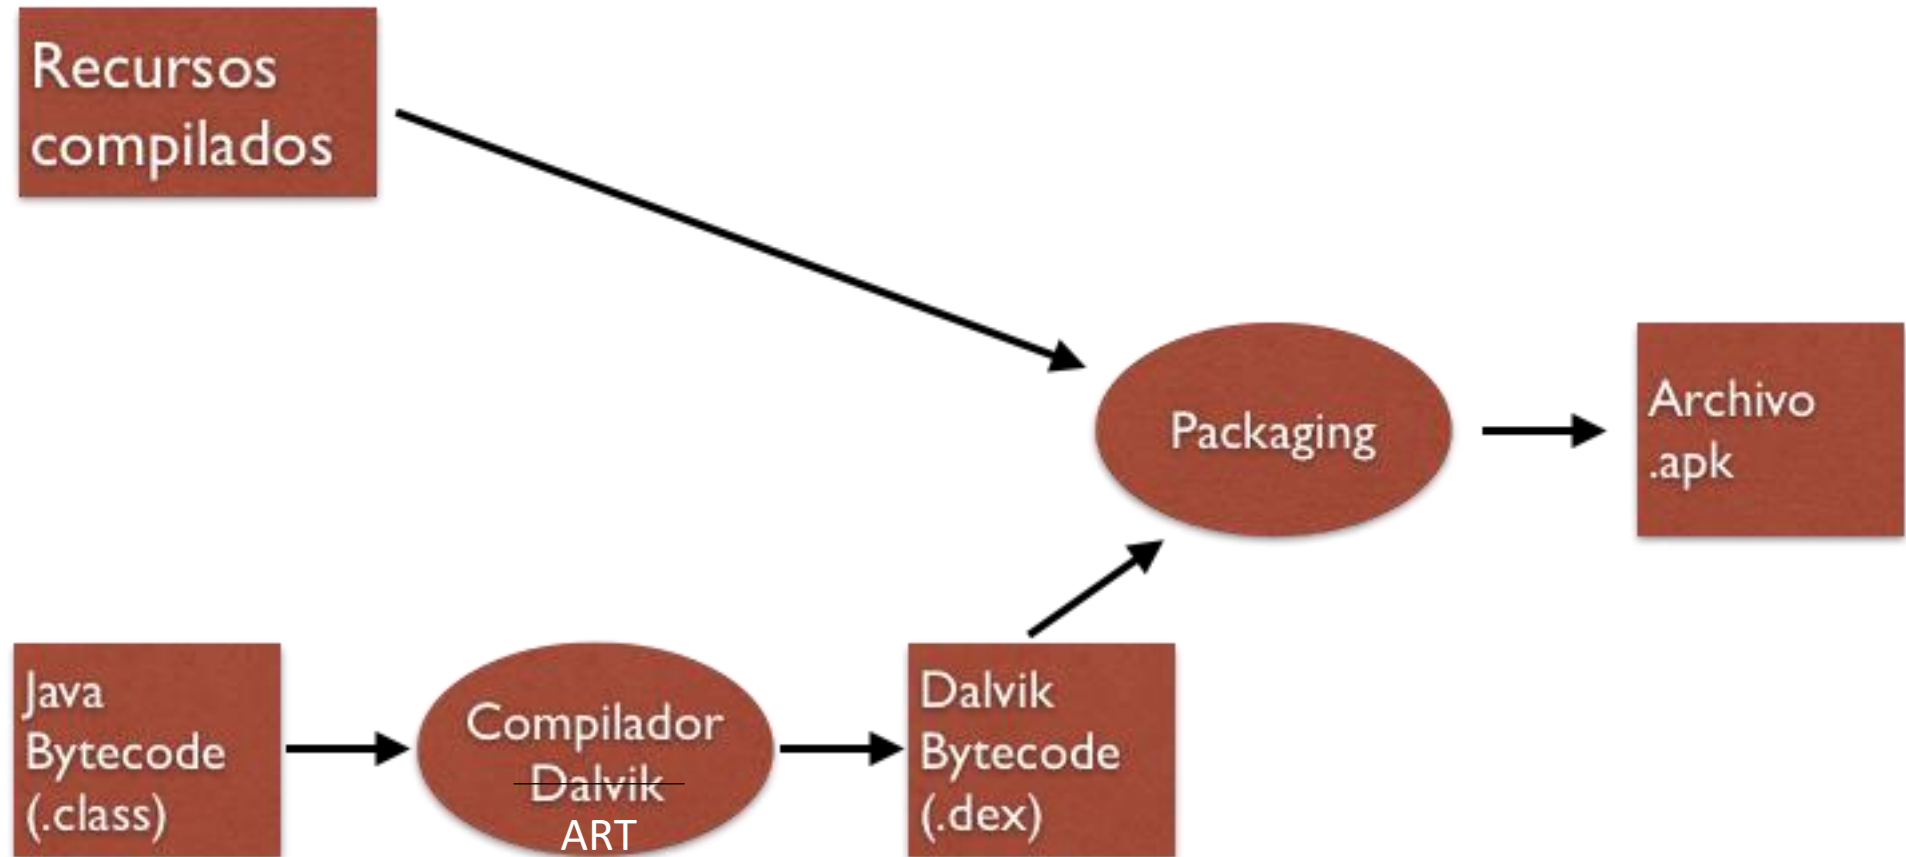 Recursos
compilados
Packaging
Archivo
.apk
Java
Bytecode
(.class)
Compilador
Dalvik
ART
Dalvik
Bytecode
(.dex)